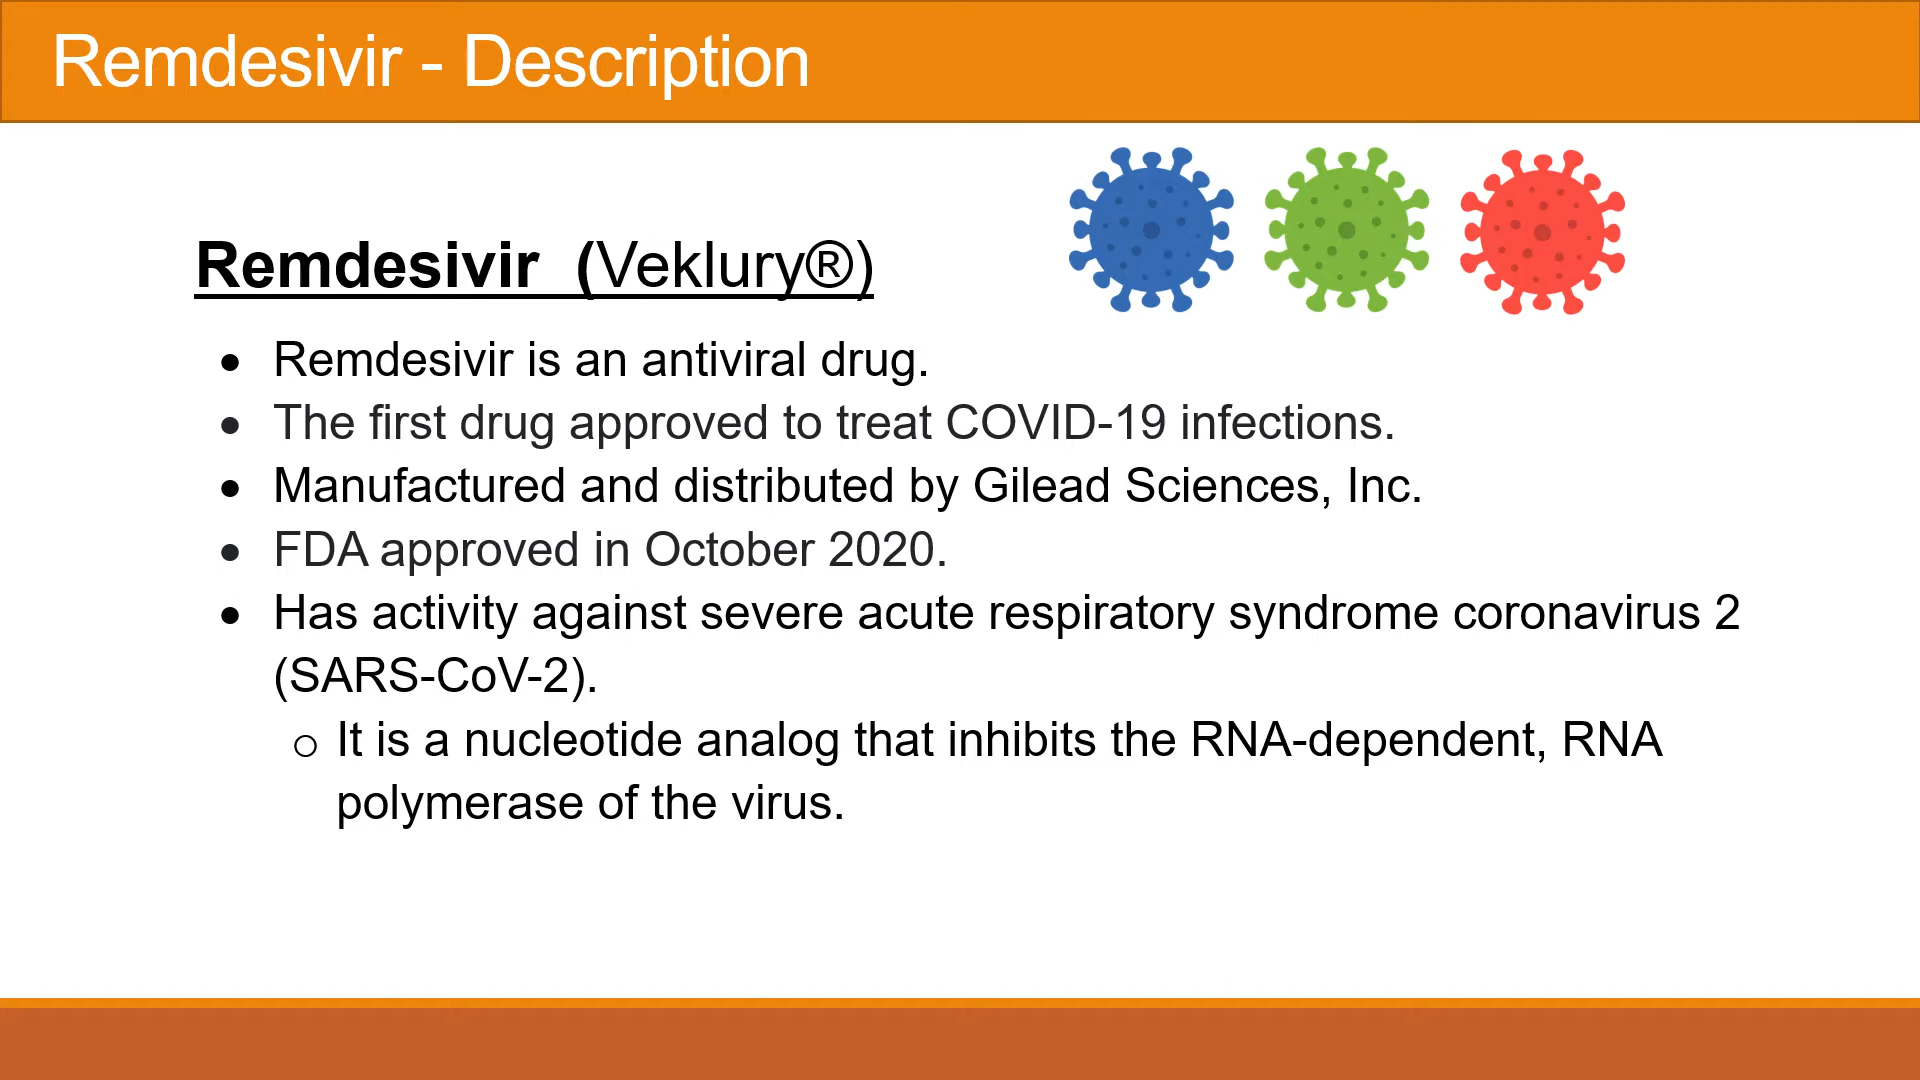 Remdesivir - Description
Remdesivir (Veklury®)
● Remdesivir is an antiviral drug.
● The first drug approved to treat COVID-19 infections.
● Manufactured and distributed by Gilead Sciences, Inc.
● FDA approved in October 2020.
● Has activity against severe acute respiratory syndrome coronavirus 2
(SARS-CoV-2).
○ It is a nucleotide analog that inhibits the RNA-dependent, RNA
polymerase of the virus.